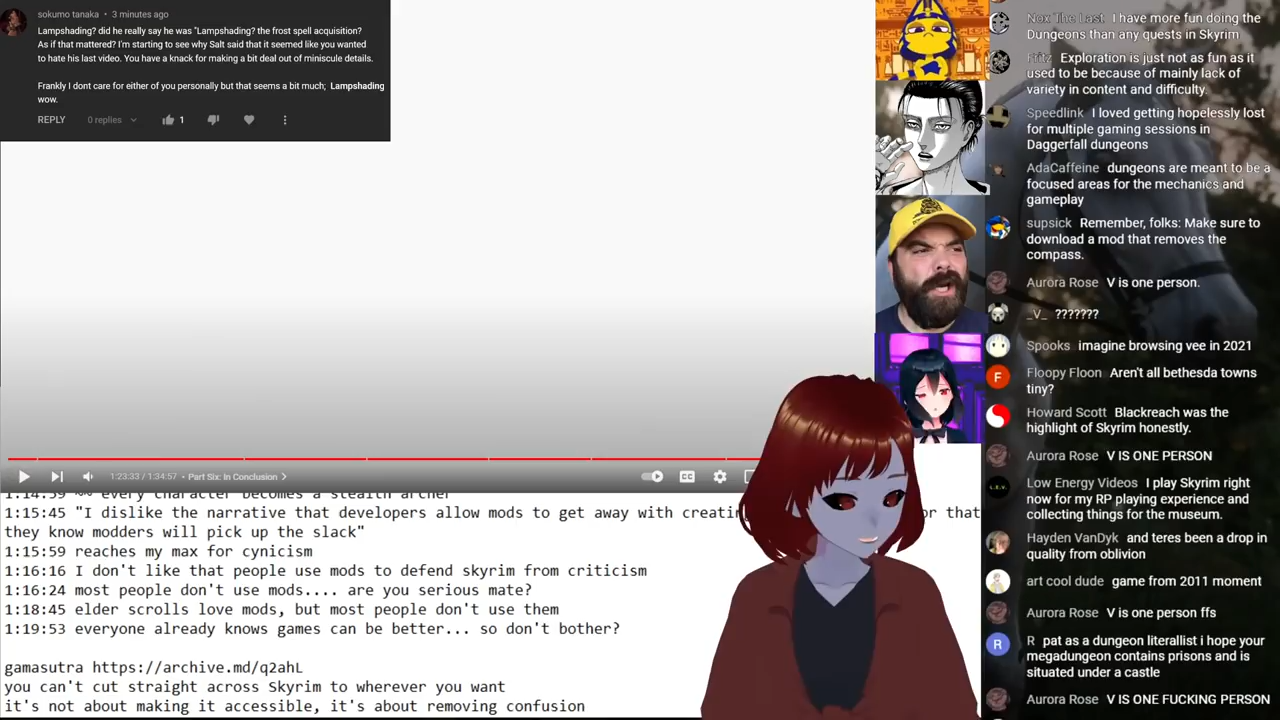 sokumo tanaka • 3 minutes ago
Lampshading? did he really say he was "Lampshading? the frost spell acquisition?
As if that mattered? I'm starting to see why Salt said that it seemed like you wanted
to hate his last video. You have a knack for making a bit deal out of miniscule details.
Frankly I dont care for either of you personally but that seems a bit much; Lampshading
wow.
REPLY 0 replies 1
1:23:33 / 1:34:57 • Part Six: In Conclusion
CC
1:14:59 ~~ every character becomes a stealth archer
1:15:45 "I dislike the narrative that developers allow mods to get away with or that
they know modders will pick up the slack"
1:15:59 reaches my max for cynicism
1:16:16 I don't like that people use mods to defend skyrim from criticism
1:16:24 most people don't use mods.... are you serious mate?
1:18:45 elder scrolls love mods, but most people don't use them
1:19:53 everyone already knows games can be better... so don't bother?
gamasutra https://archive.md/q2ahL
you can't cut straight across Skyrim to wherever you want
it's not about making it accessible, it's about removing confusion
Nox The Last I have more fun doing the
Dungeons than any quests in Skyrim
Fritz Exploration is just not as fun as it
used to be because of mainly lack of
variety in content and difficulty.
Speedlink I loved getting hopelessly lost
for multiple gaming sessions in
Daggerfall dungeons
AdaCaffeine dungeons are meant to be a
focused areas for the mechanics and
gameplay
supsick Remember, folks: Make sure to
download a mod that removes the
compass.
Aurora Rose V is one person.
_V_ ???????
Spooks imagine browsing vee in 2021
F
Floopy Floon Aren't all bethesda towns
tiny?
Howard Scott Blackreach was the
highlight of Skyrim honestly.
Aurora Rose V IS ONE PERSON
Low Energy Videos I play Skyrim right
now for my RP playing experience and
collecting things for the museum.
Hayden VanDyk and teres been a drop in
quality from oblivion
art cool dude game from 2011 moment
Aurora Rose V is one person ffs
R
R pat as a dungeon literallist i hope your
megadungeon contains prisons and is
situated under a castle
Aurora Rose V IS ONE FUCKING PERSON